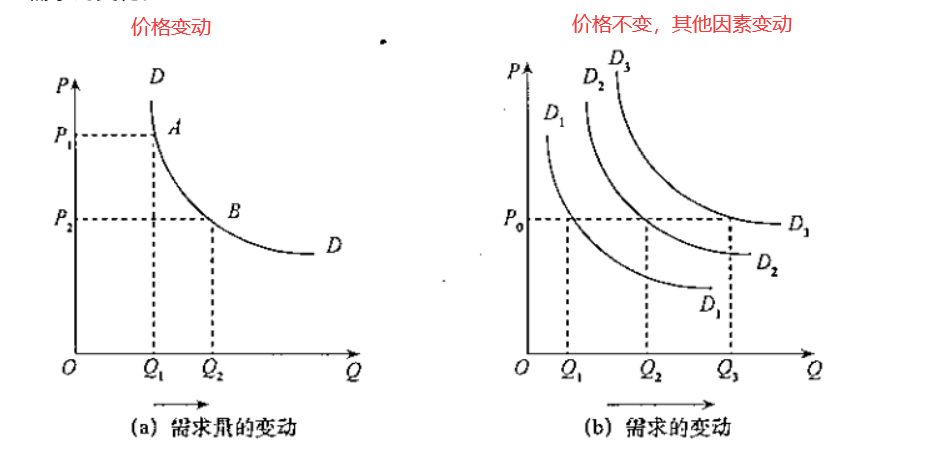 价格变动
价格不变，其他因素变动
P
D
P1
A
P2
B
D
O
Q1
Q2
Q
(a) 需求量的变动
P
D3
D2
D1
P0
D3
D2
D1
O
Q1
Q2
Q3
Q
(b) 需求的变动